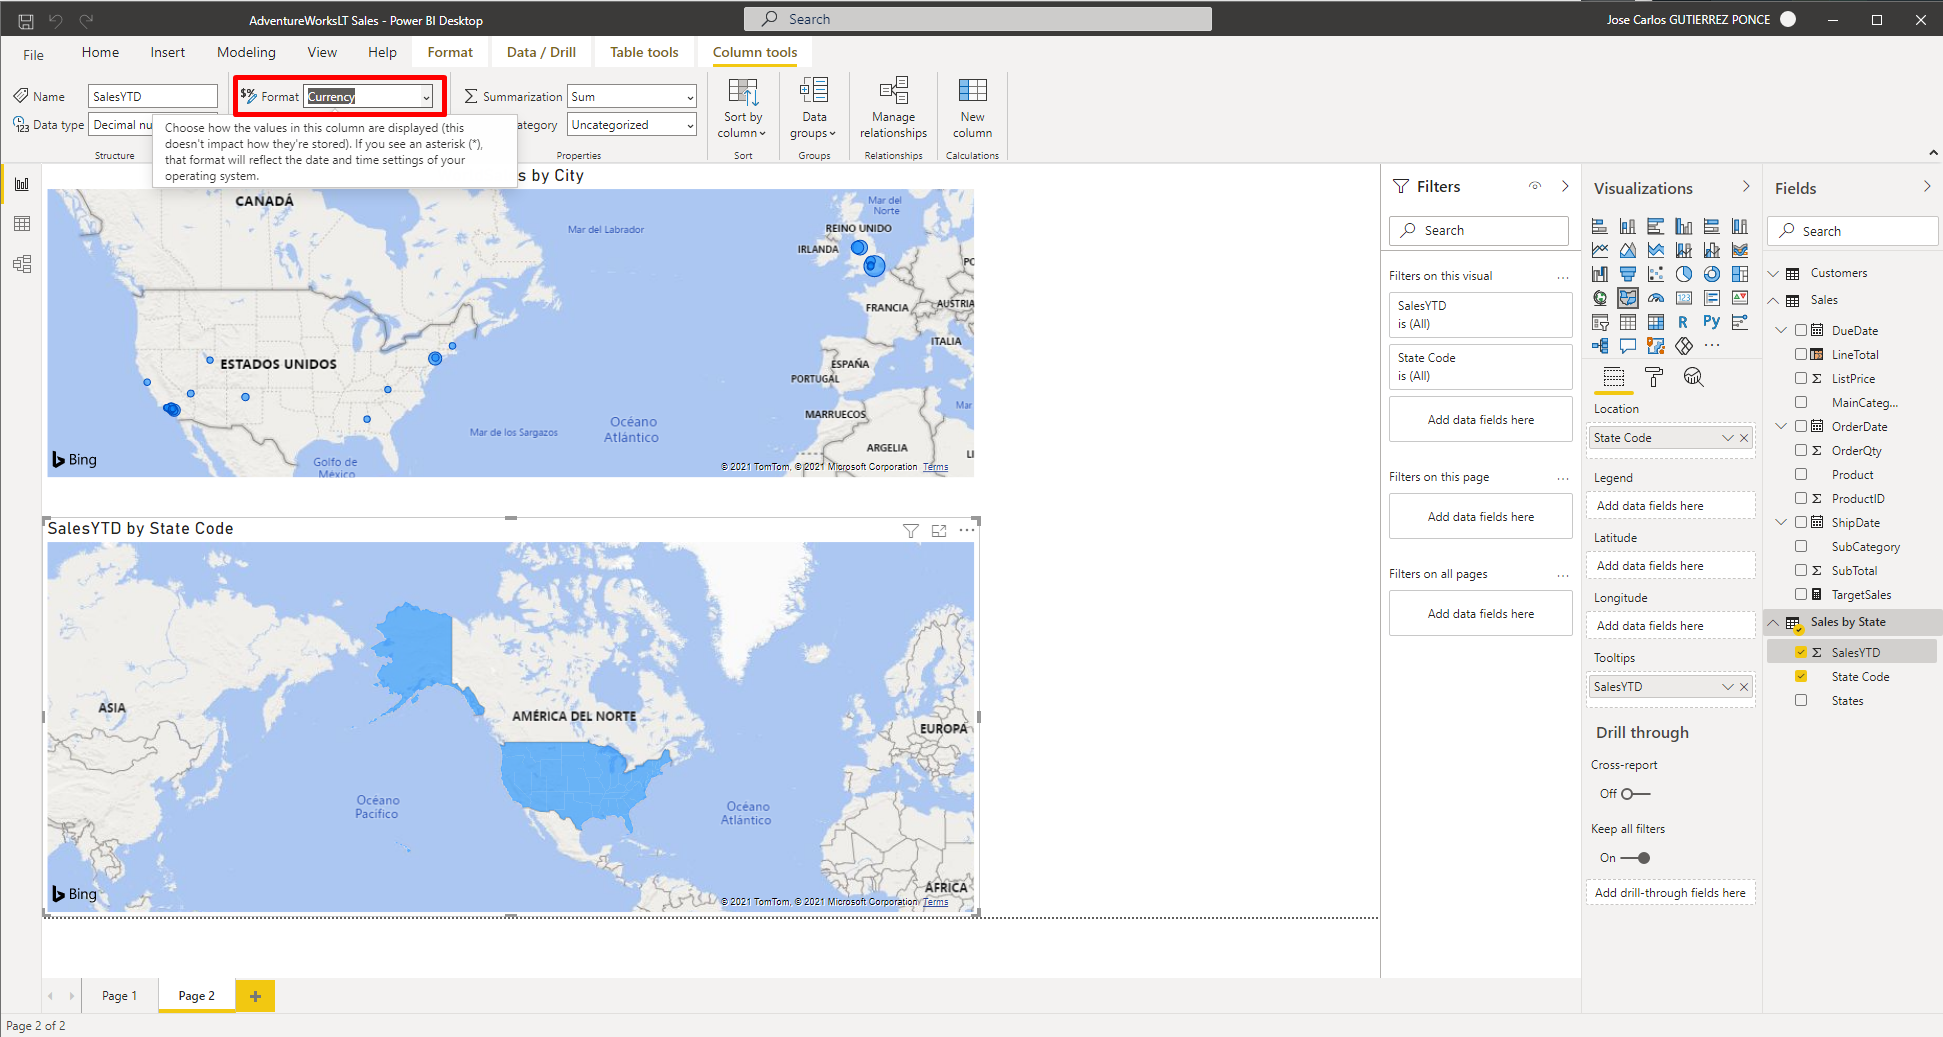 AdventureWorksLT Sales - Power BI Desktop
Search
Jose Carlos GUTIERREZ PONCE
File
Home
Insert
Modeling
View
Help
Format
Data / Drill
Table tools
Column tools
Name
SalesYTD
$% Format
Currency
Summarization
Sum
Data type
Decimal nu
Uncategorized
Structure
Properties
Sort by
column
Sort
Data
groups
Groups
Manage
relationships
Relationships
New
column
Calculations
Choose how the values in this column are displayed (this
doesn't impact how they're stored). If you see an asterisk (*),
that format will reflect the date and time settings of your
operating system.
s by City
CANADÁ
Mar del Labrador
Mar del
Norte
REINO UNIDO
IRLANDA
FRANCIA
AUSTRIA
ITALIA
ESPAÑA
PORTUGAL
MARRUECOS
ARGELIA
ESTADOS UNIDOS
Océano
Atlántico
Mar de los Sargazos
Golfo de
México
Mar
Bing
© 2021 TomTom, © 2021 Microsoft Corporation Terms
SalesYTD by State Code
ASIA
AMÉRICA DEL NORTE
EUROPA
Océano
Pacífico
Océano
Atlántico
ÁFRICA
Bing
© 2021 TomTom, © 2021 Microsoft Corporation Terms
Page 1
Page 2
Page 2 of 2
Filters
Search
Filters on this visual
SalesYTD
is (All)
State Code
is (All)
Add data fields here
Filters on this page
Add data fields here
Filters on all pages
Add data fields here
Visualizations
R
Py
Location
State Code
Legend
Add data fields here
Latitude
Add data fields here
Longitude
Add data fields here
Tooltips
SalesYTD
Drill through
Cross-report
Off
Keep all filters
On
Add drill-through fields here
Fields
Search
Customers
Sales
DueDate
LineTotal
ListPrice
MainCateg...
OrderDate
OrderQty
Product
ProductID
ShipDate
SubCategory
SubTotal
TargetSales
Sales by State
SalesYTD
State Code
States